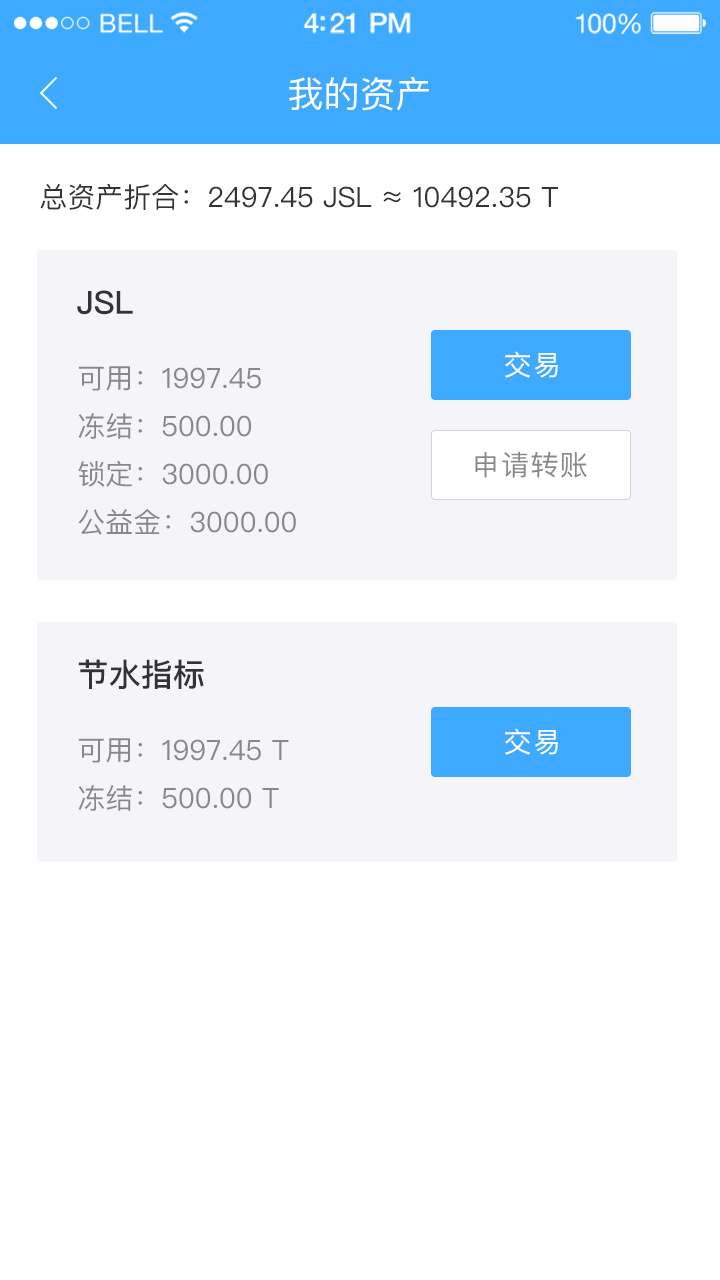 BELL 4:21 PM 100%
我的资产
总资产折合：2497.45 JSL ≈ 10492.35 T
JSL
交易
可用：1997.45
冻结：500.00
申请转账
锁定：3000.00
公益金：3000.00
节水指标
交易
可用：1997.45 T
冻结：500.00 T